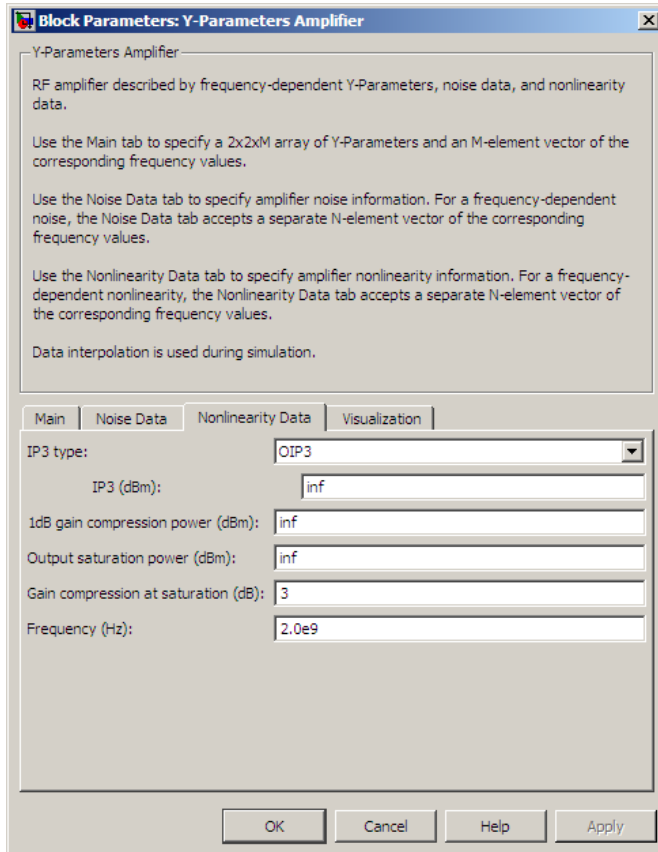 Block Parameters: Y-Parameters Amplifier
Y-Parameters Amplifier
RF amplifier described by frequency-dependent Y-Parameters, noise data, and nonlinearity
data.
Use the Main tab to specify a 2x2xM array of Y-Parameters and an M-element vector of the
corresponding frequency values.
Use the Noise Data tab to specify amplifier noise information. For a frequency-dependent
noise, the Noise Data tab accepts a separate N-element vector of the corresponding
frequency values.
Use the Nonlinearity Data tab to specify amplifier nonlinearity information. For a frequency-
dependent nonlinearity, the Nonlinearity Data tab accepts a separate N-element vector of
the corresponding frequency values.
Data interpolation is used during simulation.
Main Noise Data Nonlinearity Data Visualization
IP3 type: OIP3
IP3 (dBm): inf
1dB gain compression power (dBm): inf
Output saturation power (dBm): inf
Gain compression at saturation (dB): 3
Frequency (Hz): 2.0e9
OK Cancel Help Apply